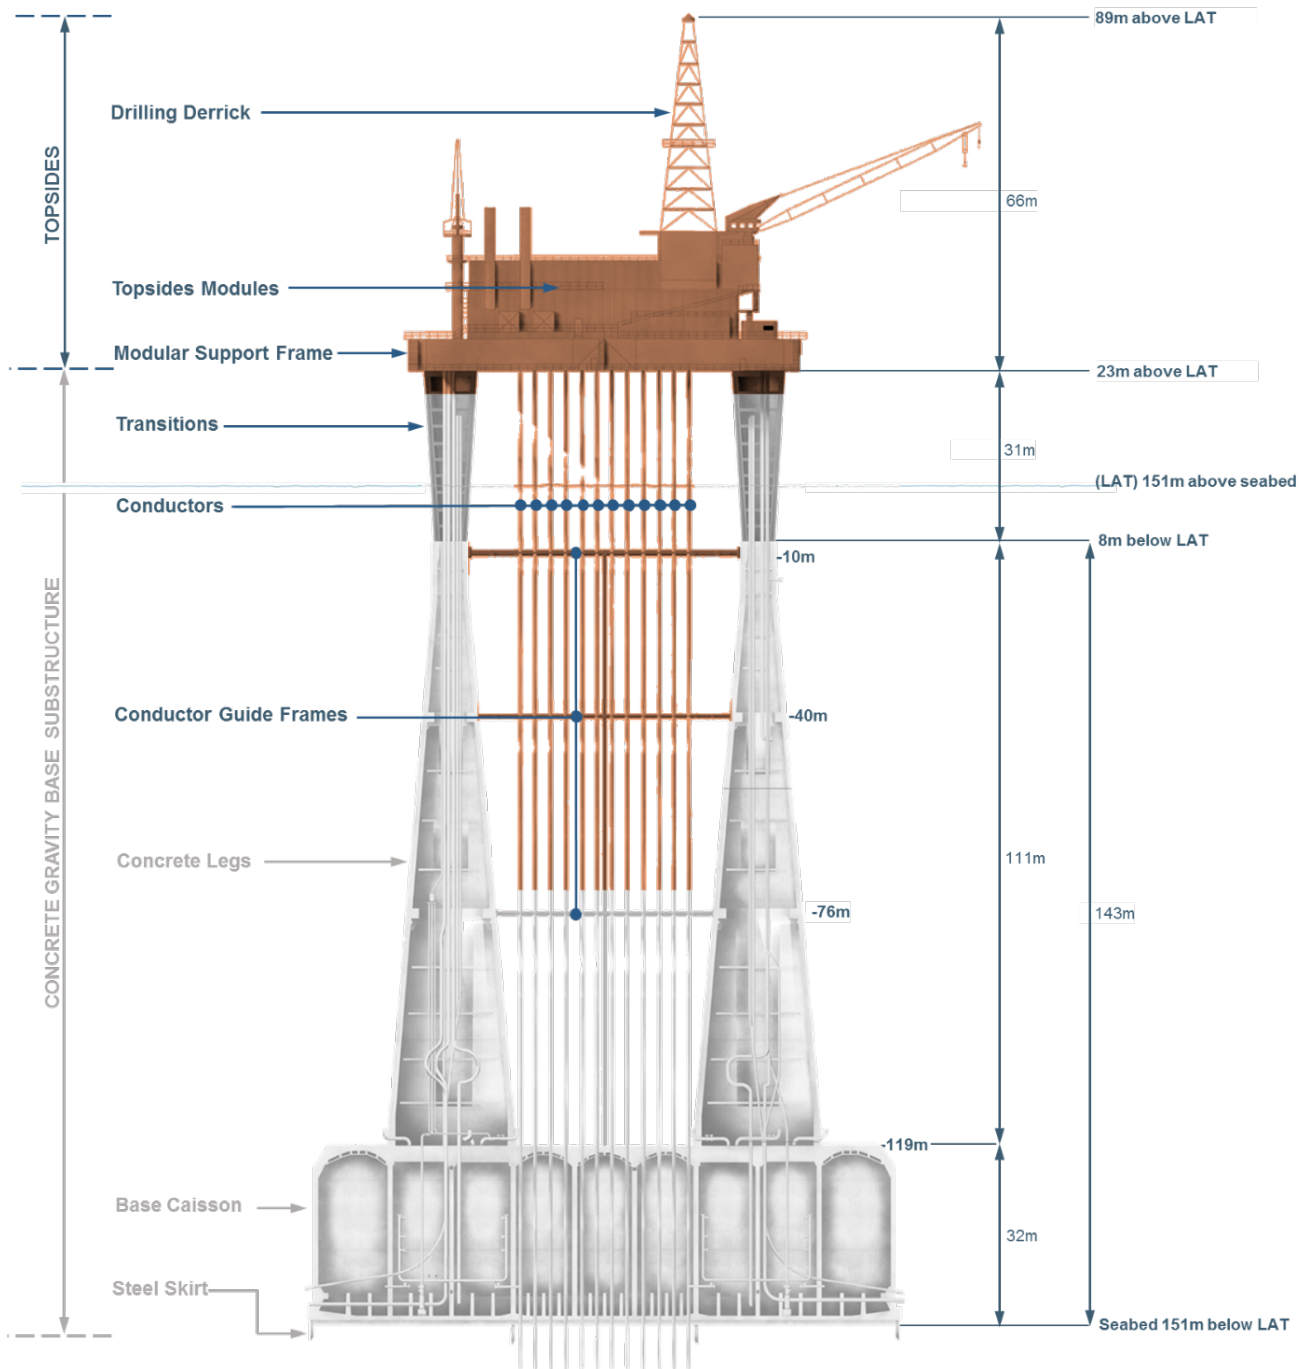 89m above LAT
Drilling Derrick
TOPSIDES
66m
Topsides Modules
Modular Support Frame
23m above LAT
Transitions
31m
(LAT) 151m above seabed
Conductors
8m below LAT
-10m
CONCRETE GRAVITY BASE SUBSTRUCTURE
Conductor Guide Frames
-40m
Concrete Legs
111m
-76m
143m
-119m
Base Caisson
32m
Steel Skirt
Seabed 151m below LAT